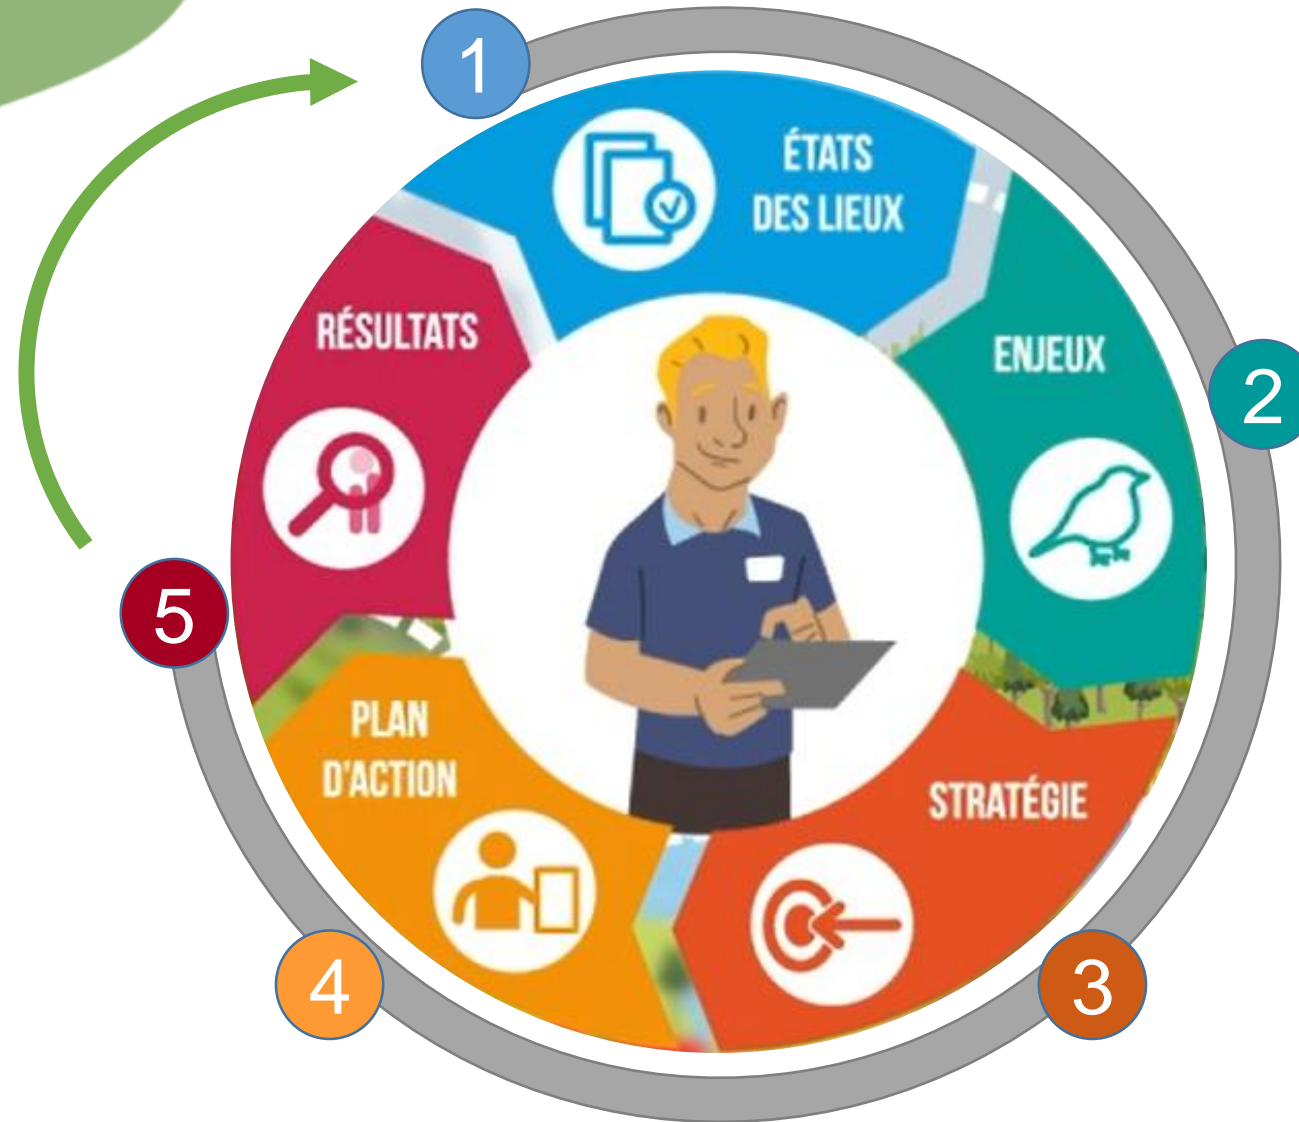 1
ÉTATS
DES LIEUX
2
ENJEUX
3
STRATÉGIE
4
PLAN
D'ACTION
5
RÉSULTATS